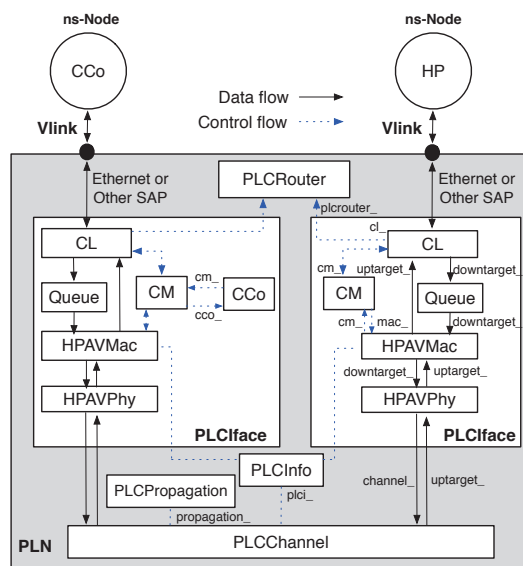 ns-Node
ns-Node
CCo
HP
Data flow
Control flow
Vlink
Vlink
Ethernet or
Other SAP
PLCRouter
Ethernet or
Other SAP
plcrouter_
cl_
CL
CL
cm_
cm_
uptarget_
downtarget_
Queue
CM
CCo
cco_
CM
Queue
cm_
mac_
downtarget_
HPAVMac
HPAVMac
downtarget_
uptarget_
HPAVPhy
HPAVPhy
PLCIface
PLCIface
PLCInfo
PLCPropagation
plci_
channel_
uptarget_
propagation_
PLN
PLCChannel